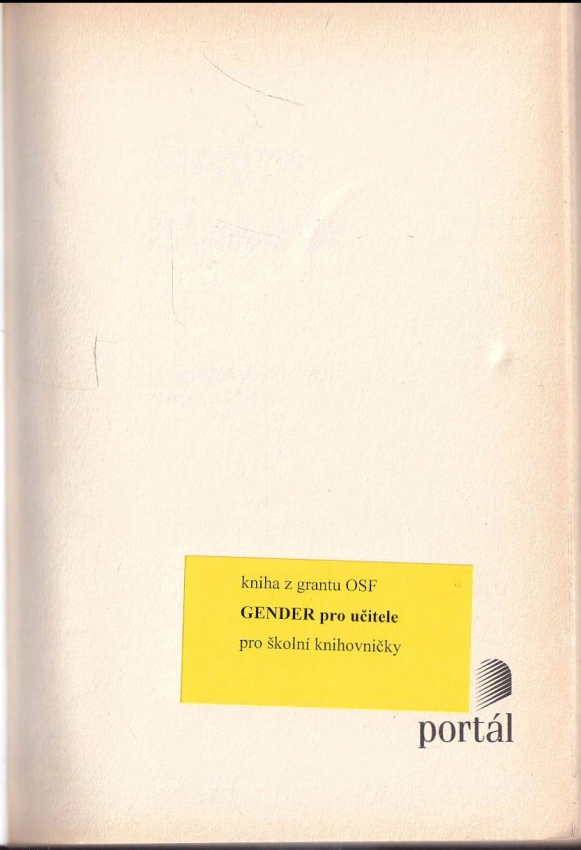 kniha z grantu OSF
GENDER pro učitele
pro školní knihovničky
portál